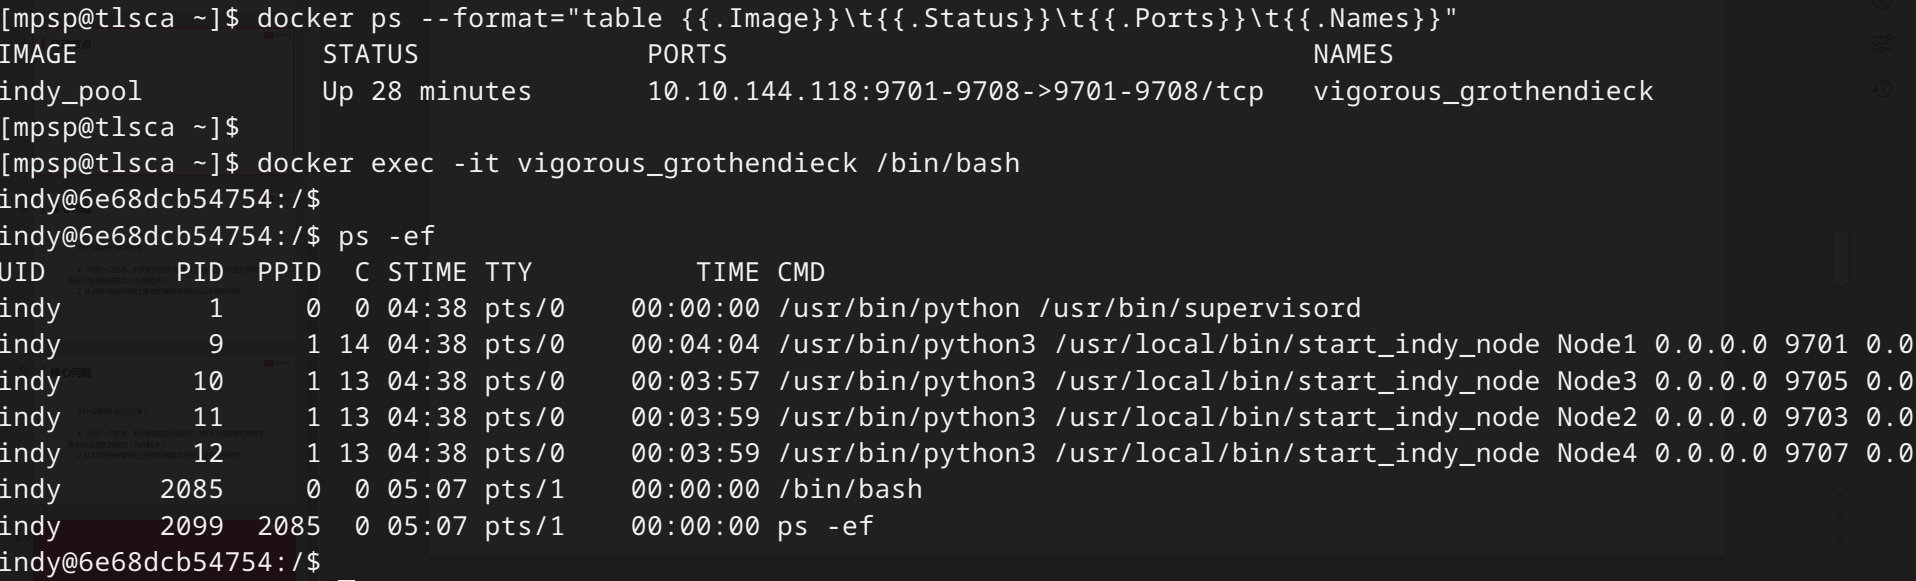 [mpsp@tlsca ~]$ docker ps --format="table {{.Image}}\t{{.Status}}\t{{.Ports}}\t{{.Names}}"
IMAGE STATUS PORTS NAMES
indy_pool Up 28 minutes 10.10.144.118:9701-9708->9701-9708/tcp vigorous_grothendieck
[mpsp@tlsca ~]$
[mpsp@tlsca ~]$ docker exec -it vigorous_grothendieck /bin/bash
indy@6e68dcb54754:/$
indy@6e68dcb54754:/$ ps -ef
UID PID PPID C STIME TTY TIME CMD
indy 1 0 0 04:38 pts/0 00:00:00 /usr/bin/python /usr/bin/supervisord
indy 9 1 14 04:38 pts/0 00:04:04 /usr/bin/python3 /usr/local/bin/start_indy_node Node1 0.0.0.0 9701 0.0
indy 10 1 13 04:38 pts/0 00:03:57 /usr/bin/python3 /usr/local/bin/start_indy_node Node3 0.0.0.0 9705 0.0
indy 11 1 13 04:38 pts/0 00:03:59 /usr/bin/python3 /usr/local/bin/start_indy_node Node2 0.0.0.0 9703 0.0
indy 12 1 13 04:38 pts/0 00:03:59 /usr/bin/python3 /usr/local/bin/start_indy_node Node4 0.0.0.0 9707 0.0
indy 2085 0 0 05:07 pts/1 00:00:00 /bin/bash
indy 2099 2085 0 05:07 pts/1 00:00:00 ps -ef
indy@6e68dcb54754:/$